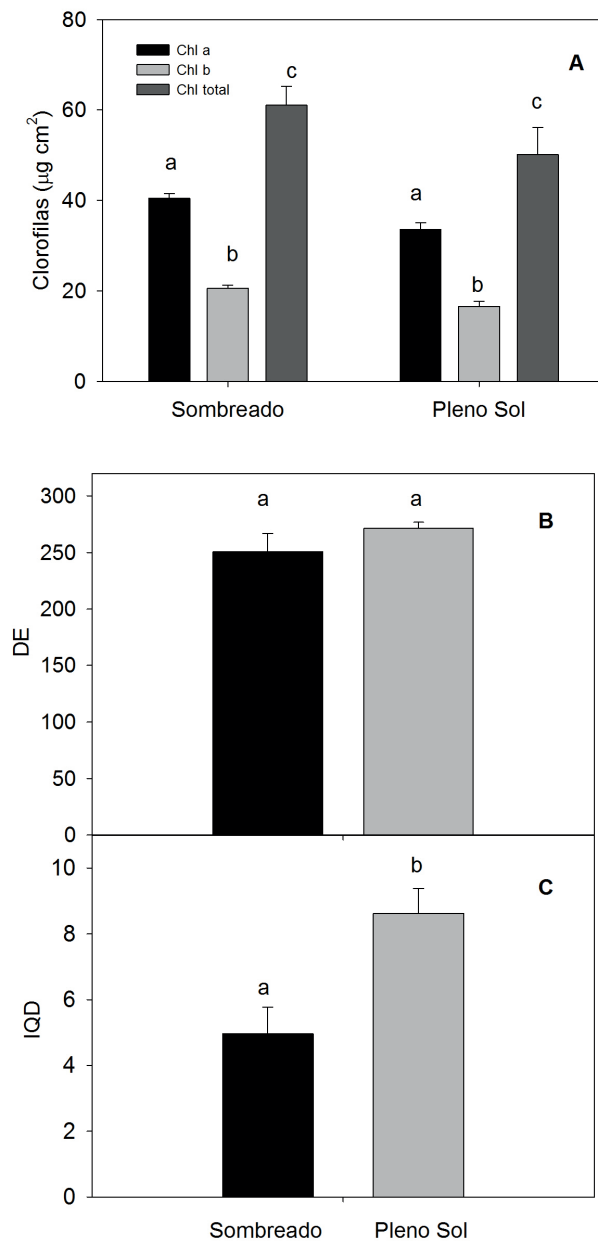 80
60
40
20
0
Clorofilas (µg cm²)
Chl a
Chl b
Chl total
A
a
b
c
a
b
c
Sombreado Pleno Sol
300
250
200
150
100
50
0
DE
a a
B
10
8
6
4
2
0
IQD
a
b
C
Sombreado Pleno Sol